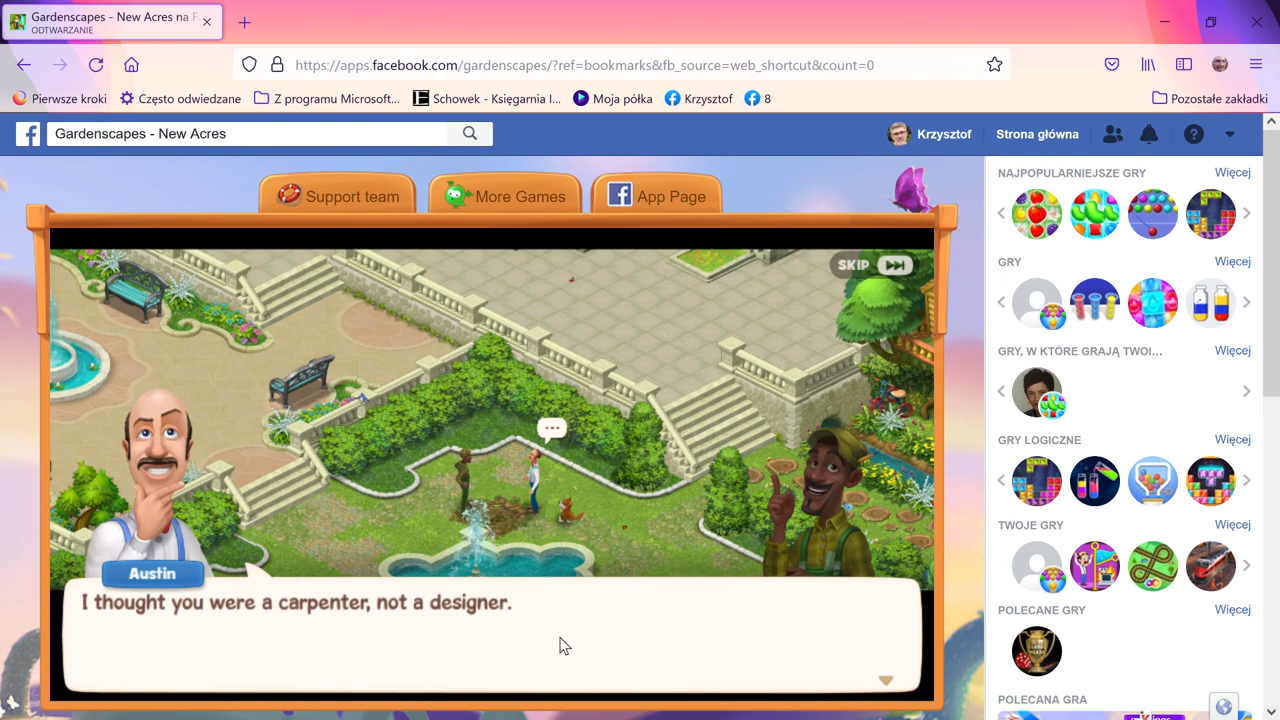 Gardenscapes - New Acres na F
ODTWARZANIE
https://apps.facebook.com/gardenscapes/?ref=bookmarks&fb_source=web_shortcut&count=0
Pierwsze kroki
Często odwiedzane
Z programu Microsoft...
Schowek - Księgarnia I...
Moja półka
Krzysztof
8
Pozostałe zakładki
Gardenscapes - New Acres
Krzysztof
Strona główna
Support team
More Games
App Page
SKIP
Austin
I thought you were a carpenter, not a designer.
NAJPOPULARNIEJSZE GRY
Więcej
GRY
Więcej
GRY, W KTÓRE GRAJĄ TWOI...
Więcej
GRY LOGICZNE
Więcej
TWOJE GRY
Więcej
POLECANE GRY
Więcej
POLECANA GRA